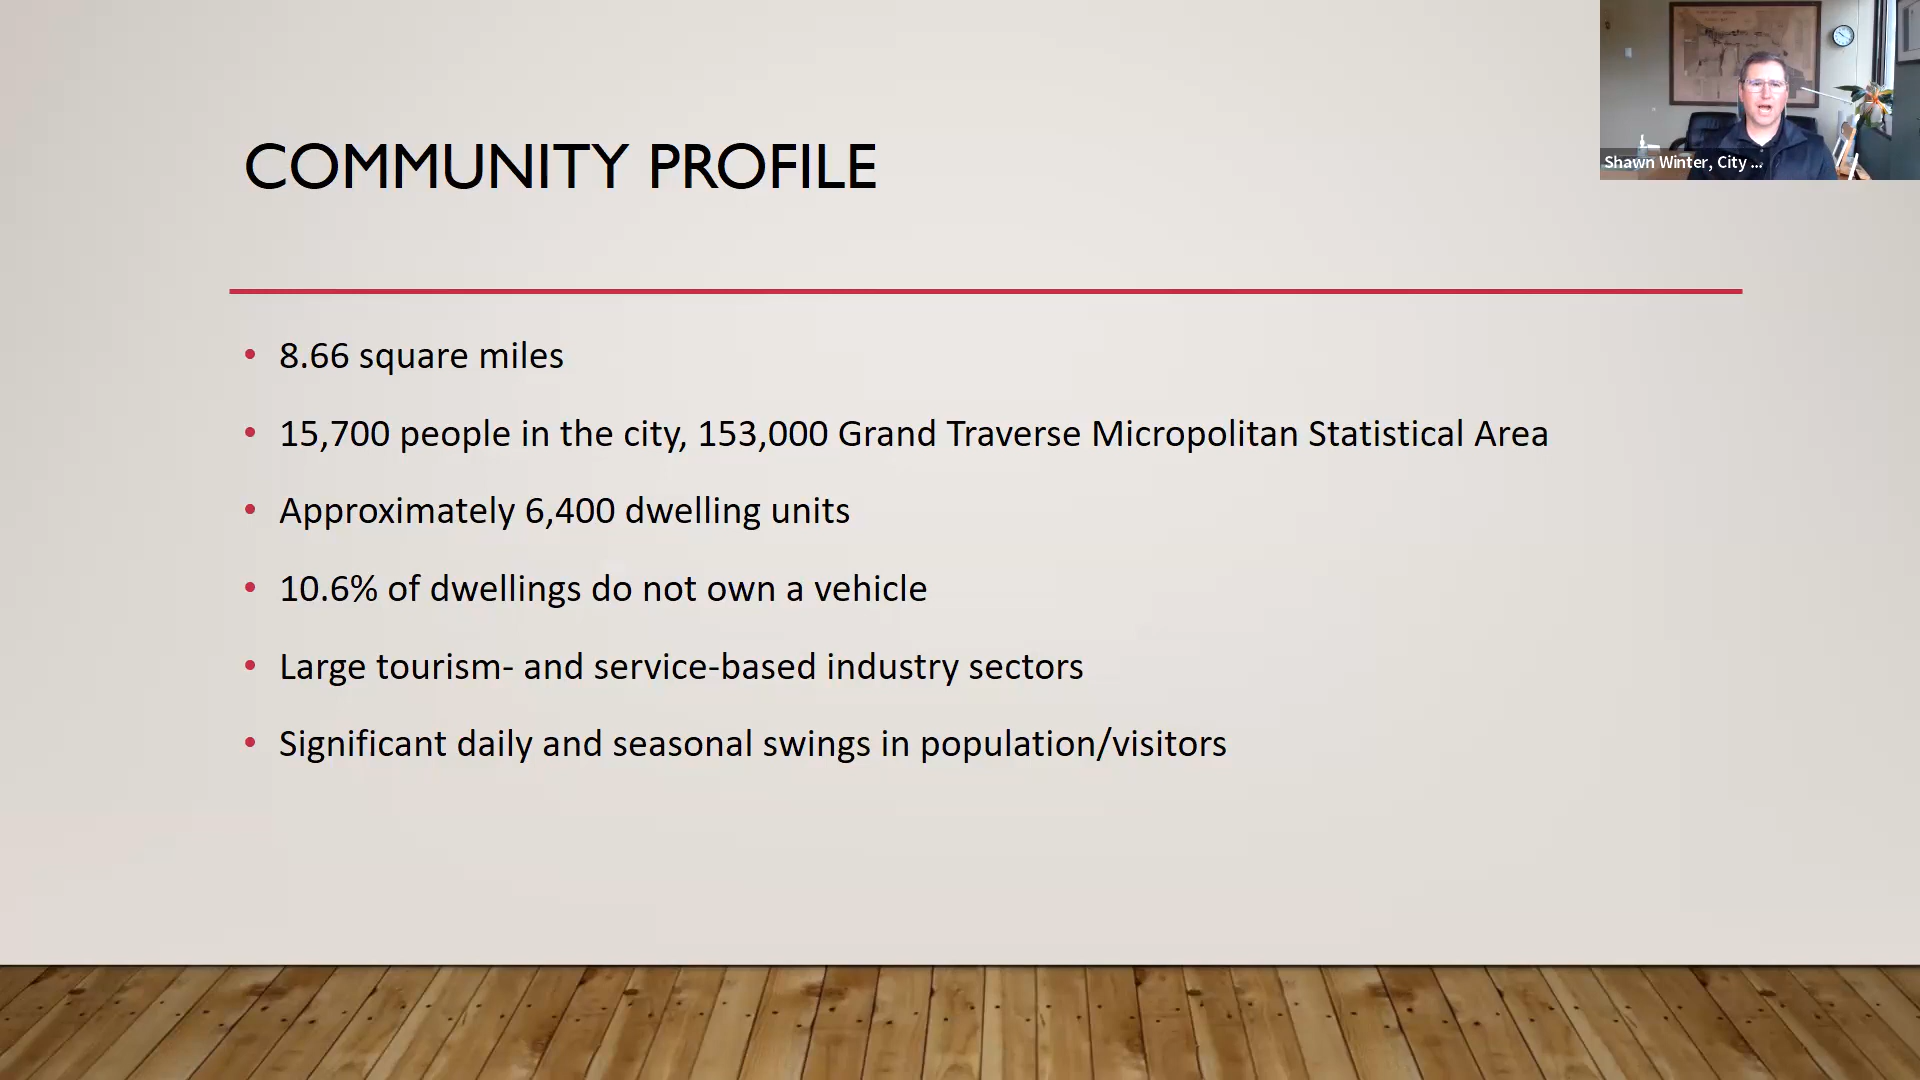 COMMUNITY PROFILE
Shawn Winter, City ...
• 8.66 square miles
• 15,700 people in the city, 153,000 Grand Traverse Micropolitan Statistical Area
• Approximately 6,400 dwelling units
• 10.6% of dwellings do not own a vehicle
• Large tourism- and service-based industry sectors
• Significant daily and seasonal swings in population/visitors